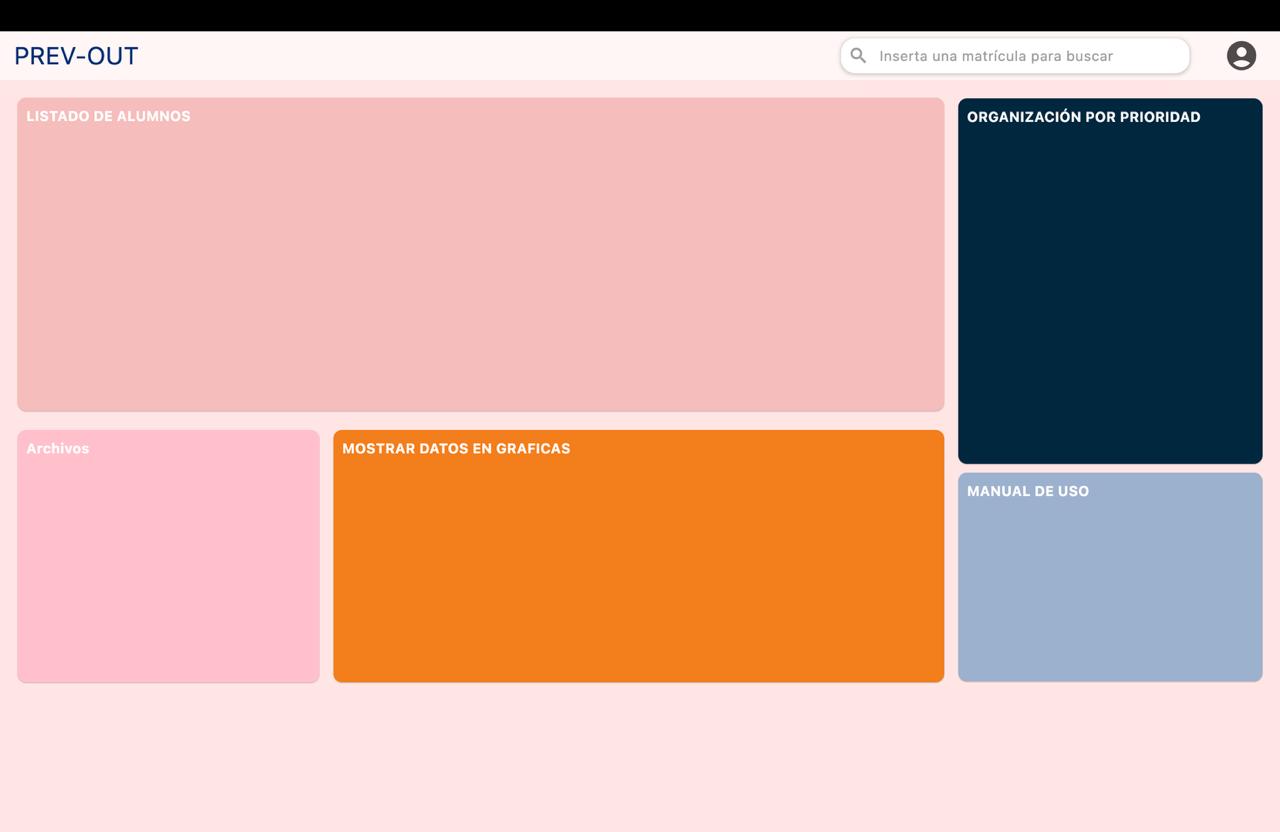 PREV-OUT
Inserta una matrícula para buscar
LISTADO DE ALUMNOS
ORGANIZACIÓN POR PRIORIDAD
Archivos
MOSTRAR DATOS EN GRAFICAS
MANUAL DE USO